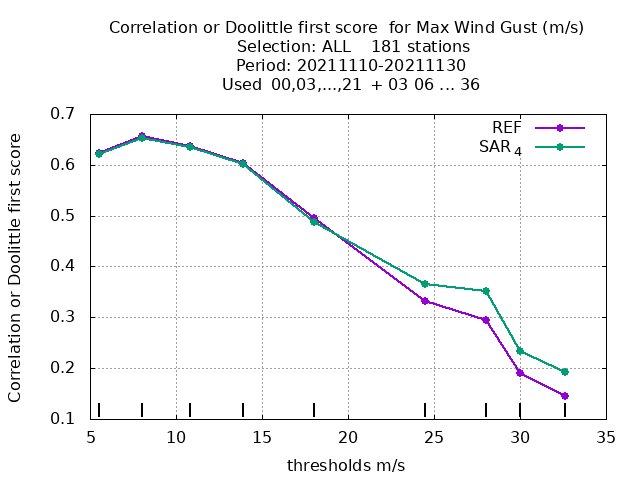 Correlation or Doolittle first score  for Max Wind Gust (m/s)
Selection: ALL    181 stations
Period: 20211110-20211130
Used  00,03,...,21  + 03 06 ... 36
Correlation or Doolittle first score
0.7
0.6
0.5
0.4
0.3
0.2
0.1
REF
SAR 4
5 10 15 20 25 30 35
thresholds m/s